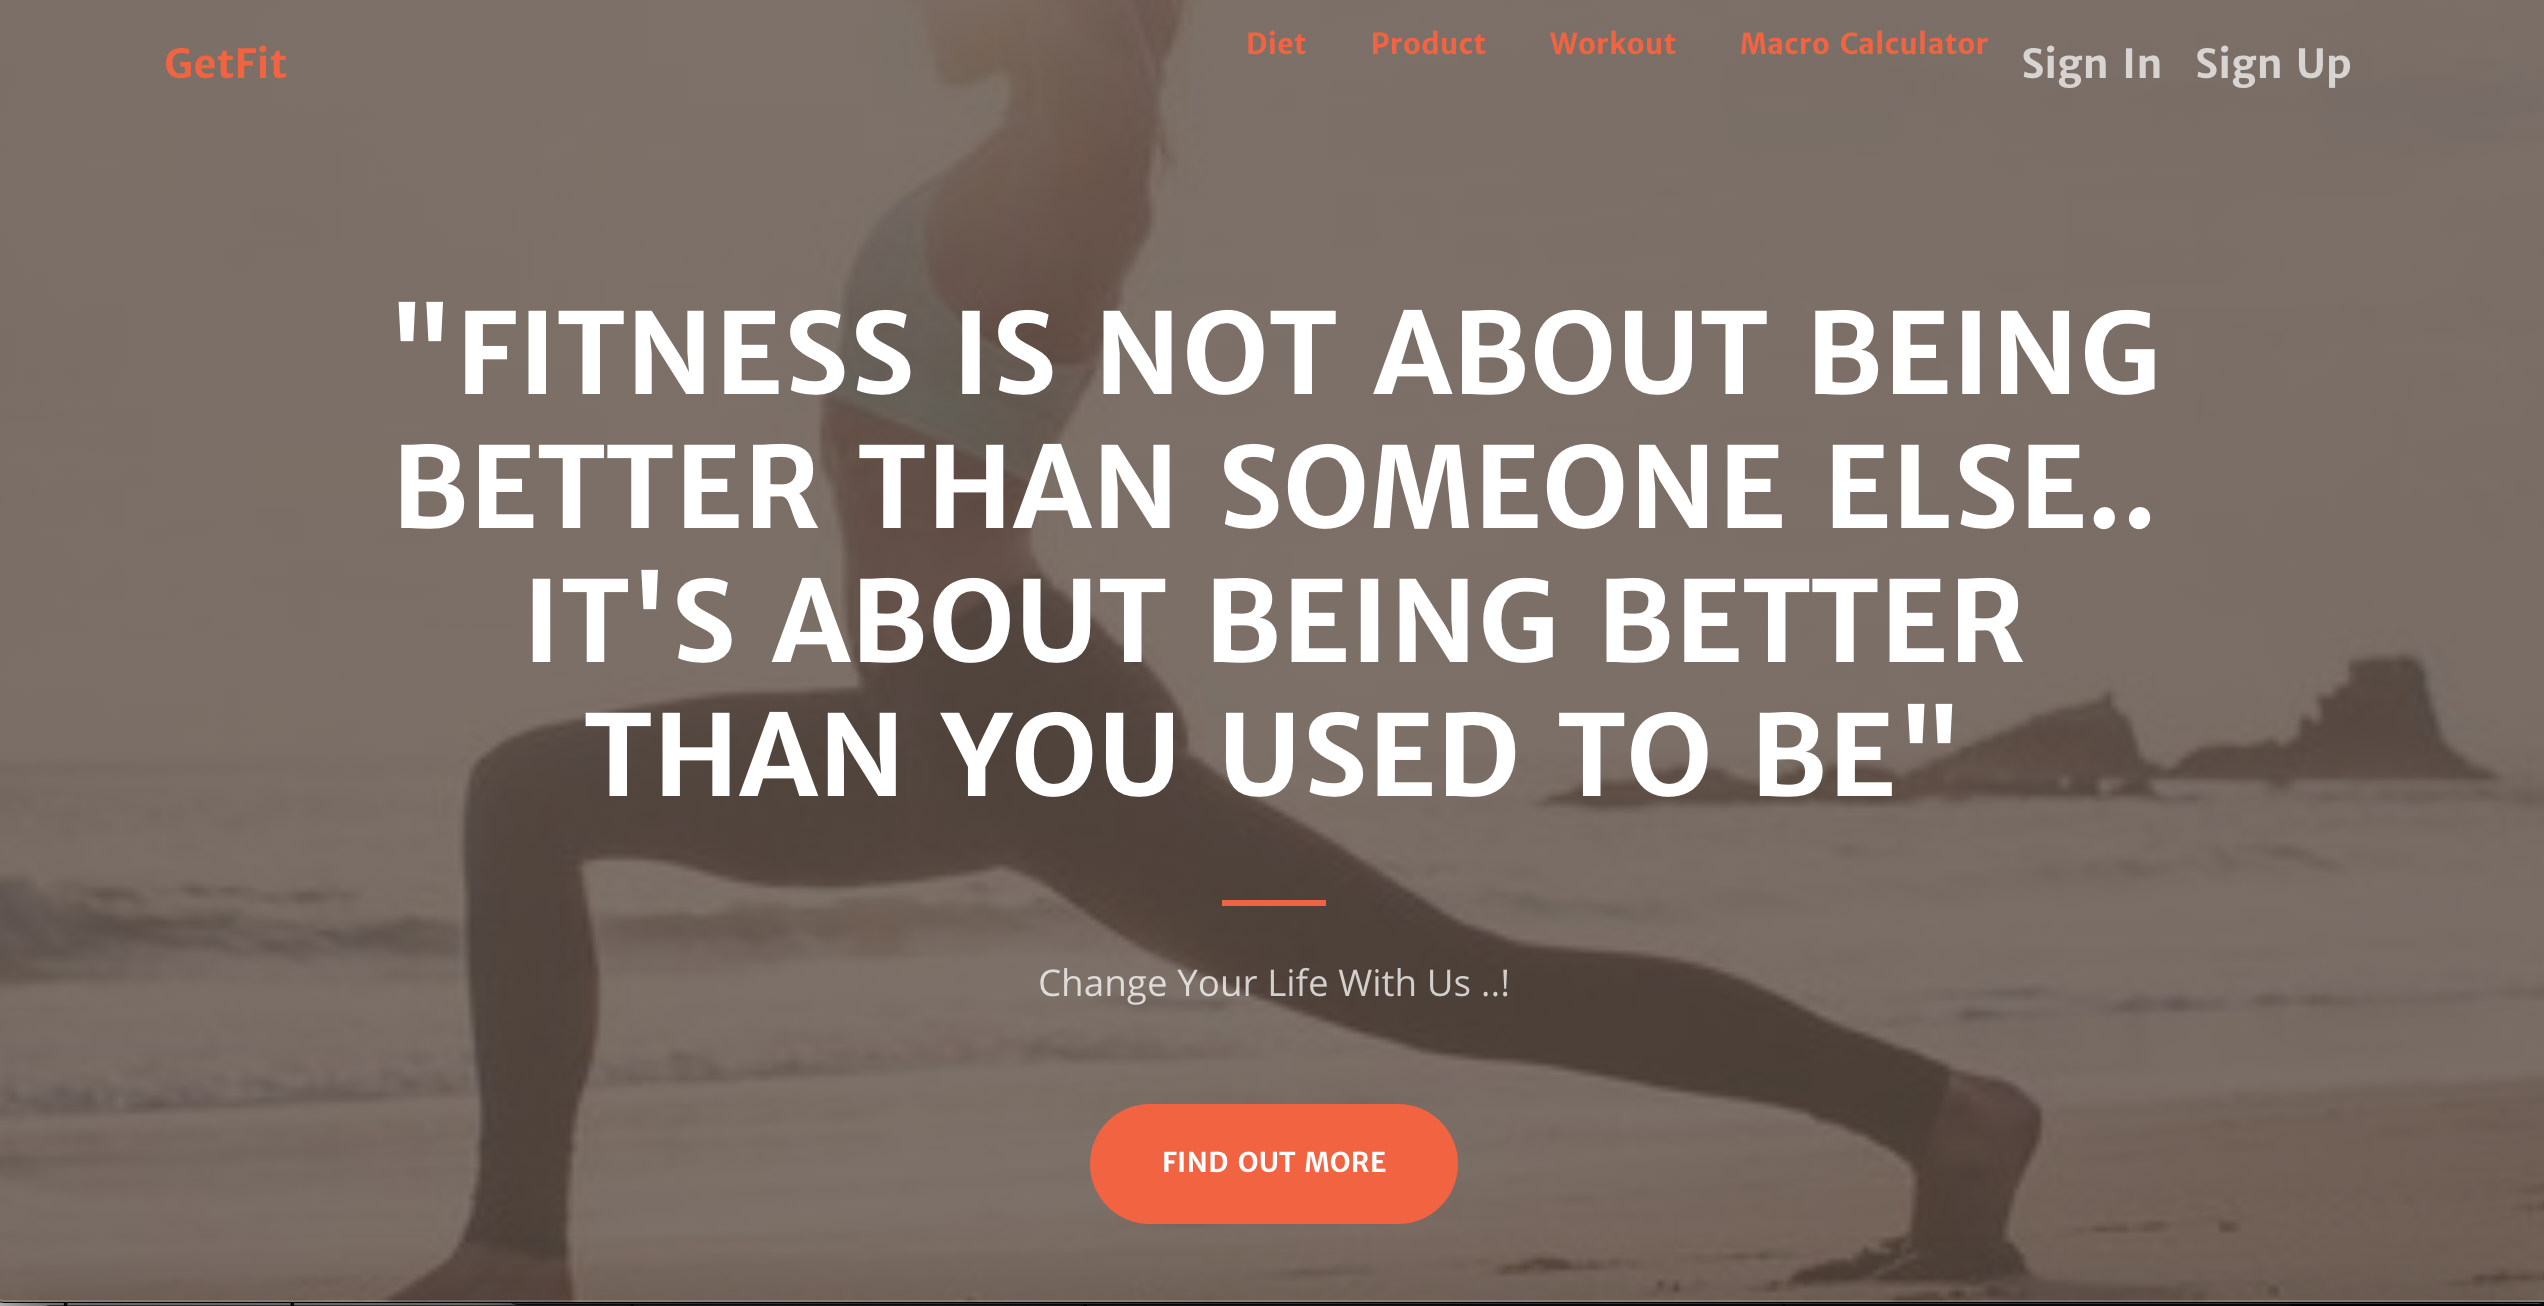 GetFit
Diet Product Workout Macro Calculator Sign In Sign Up
"FITNESS IS NOT ABOUT BEING
BETTER THAN SOMEONE ELSE..
IT'S ABOUT BEING BETTER
THAN YOU USED TO BE"
Change Your Life With Us ..!
FIND OUT MORE